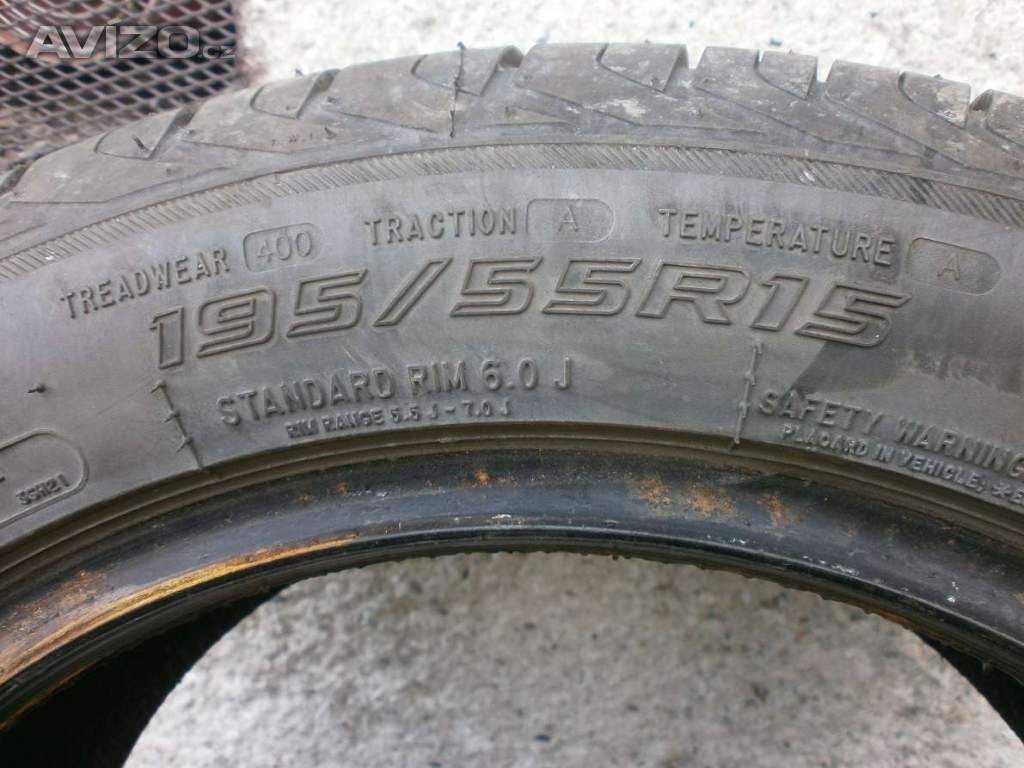 AVIZO.cz
TREADWEAR 400 TRACTION A TEMPERATURE A
195/55R15
STANDARD RIM 6.0 J
RIM RANGE 5.5 J - 7.0 J
SAFETY WARNING
PLACARD IN VEHICLE;